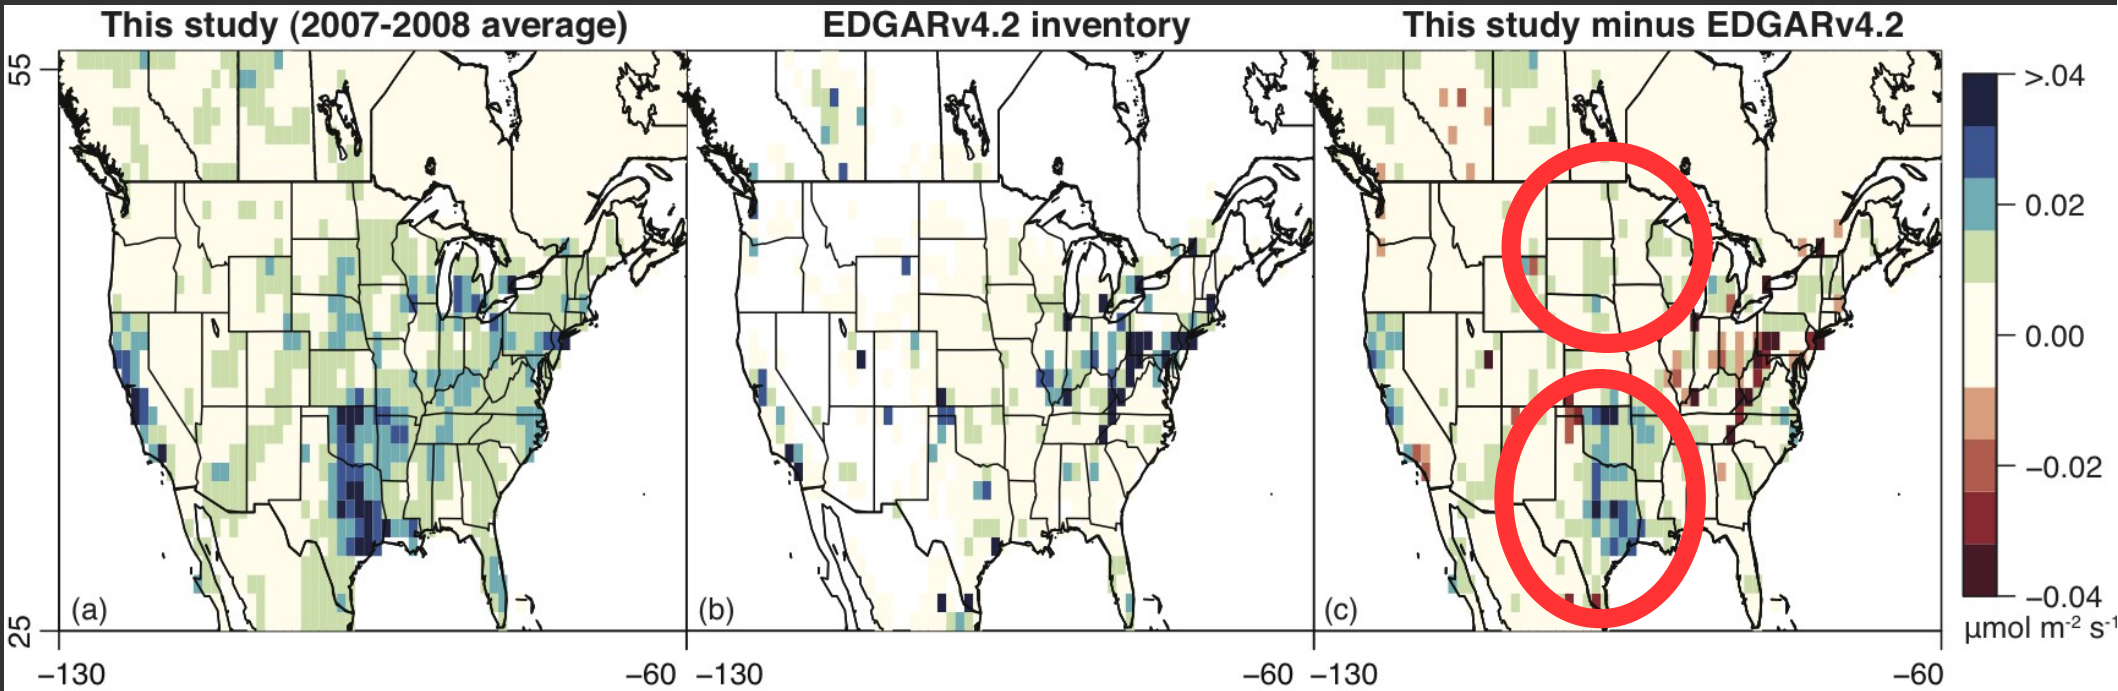 This study (2007-2008 average)
EDGARv4.2 inventory
This study minus EDGARv4.2
55
25
(a)
(b)
(c)
−130
−60
−130
−60
−130
−60
>.04
0.02
0.00
−0.02
−0.04
μmol m⁻² s⁻¹